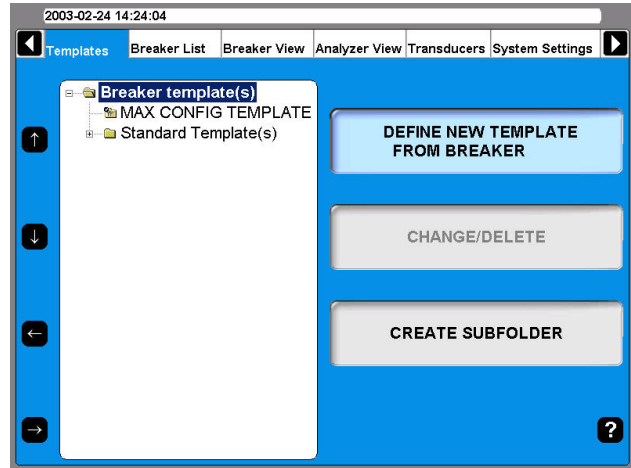 2003-02-24 14:24:04
Templates Breaker List Breaker View Analyzer View Transducers System Settings
Breaker template(s)
MAX CONFIG TEMPLATE
Standard Template(s)
DEFINE NEW TEMPLATE
FROM BREAKER
CHANGE/DELETE
CREATE SUBFOLDER
?